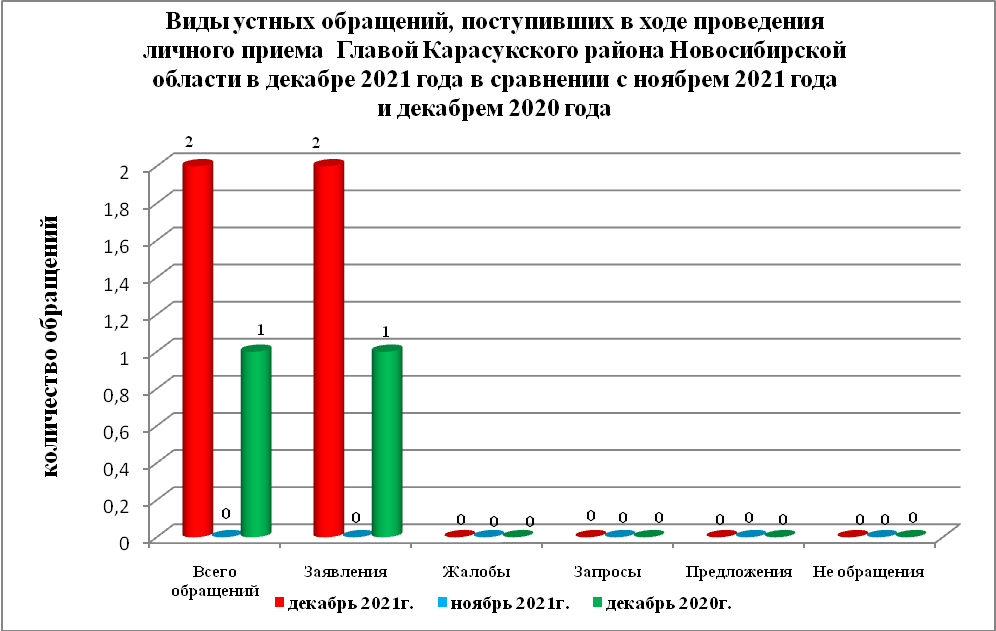 Виды устных обращений, поступивших в ходе проведения
личного приема Главой Карасукского района Новосибирской
области в декабре 2021 года в сравнении с ноябрем 2021 года
и декабрем 2020 года
количество обращений
2
1,8
1,6
1,4
1,2
1
0,8
0,6
0,4
0,2
0
2 0 1
2 0 1
0 0 0
0 0 0
0 0 0
0 0 0
Всего
обращений
Заявления
Жалобы
Запросы
Предложения
Не обращения
декабрь 2021г.
ноябрь 2021г.
декабрь 2020г.